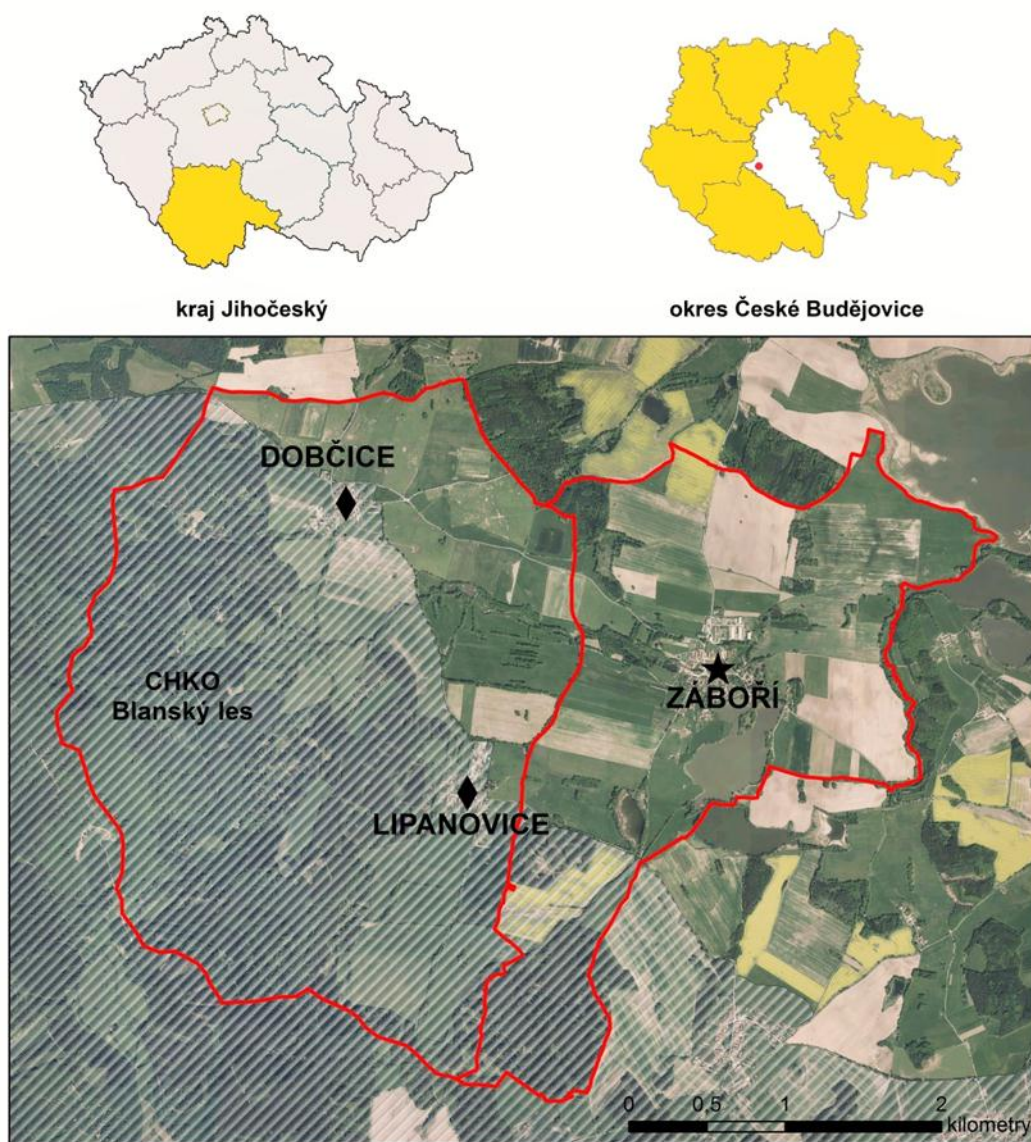 kraj Jihočeský
okres České Budějovice
DOBČICE
CHKO
Blanský les
ZÁBOŘÍ
LIPANOVICE
0 0.5 1 2
kilometry